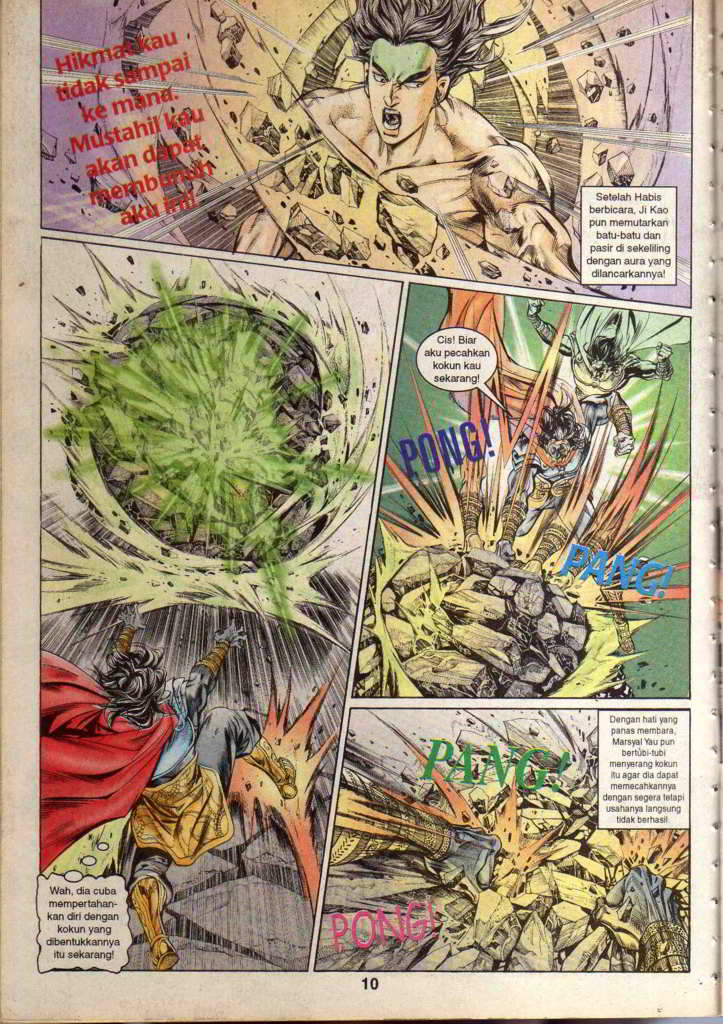 Hikmat kau
tidak sampai
ke mana.
Mustahil kau
akan dapat
membunuh
aku ini!
Setelah Habis
berbicara, Ji Kao
pun memutarkan
batu-batu dan
pasir di sekeliling
dengan aura yang
dilancarkannya!
Wah, dia cuba
mempertahan-
kan diri dengan
kokun yang
dibentukkannya
itu sekarang!
Cis! Biar
aku pecahkan
kokun kau
sekarang!
PONG!
PANG!
PANG!
Dengan hati yang
panas membara,
Marsyal Yau pun
bertubi-tubi
menyerang kokun
itu agar dia dapat
memecahkannya
dengan segera tetapi
usahanya langsung
tidak berhasil
PONG!
10